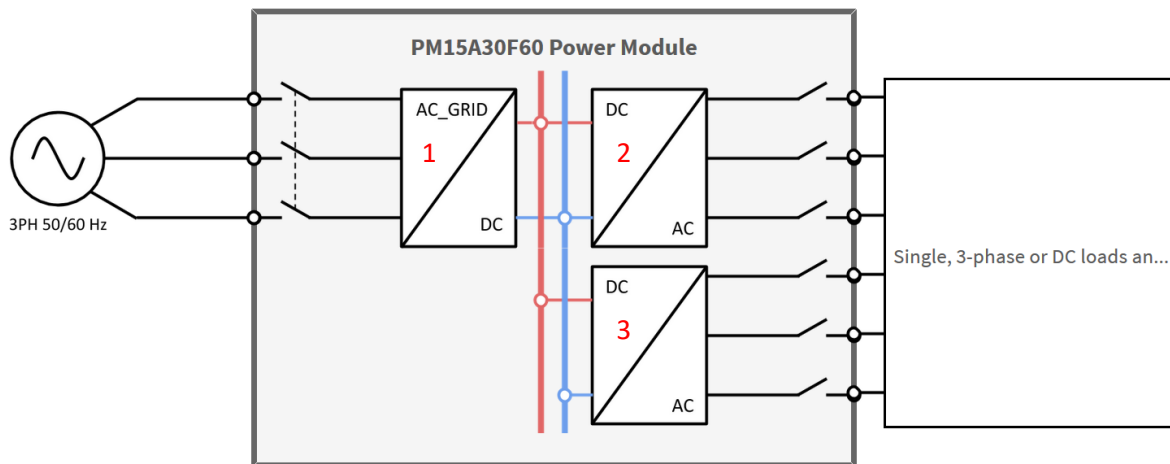 PM15A30F60 Power Module
AC_GRID
1
DC
DC
2
AC
3PH 50/60 Hz
DC
3
AC
Single, 3-phase or DC loads an...